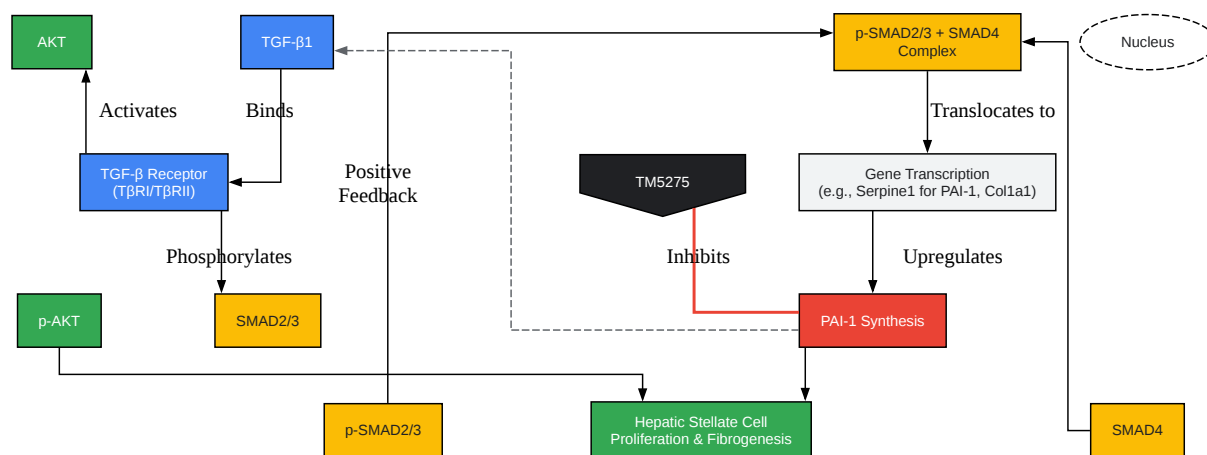 AKT
TGF-β1
p-SMAD2/3 + SMAD4
Complex
Nucleus
Activates
Binds
Translocates to
TGF-β Receptor
(TβRI/TβRII)
Positive
Feedback
TM5275
Gene Transcription
(e.g., Serpine1 for PAI-1, Col1a1)
Phosphorylates
Inhibits
Upregulates
p-AKT
SMAD2/3
PAI-1 Synthesis
p-SMAD2/3
Hepatic Stellate Cell
Proliferation & Fibrogenesis
SMAD4